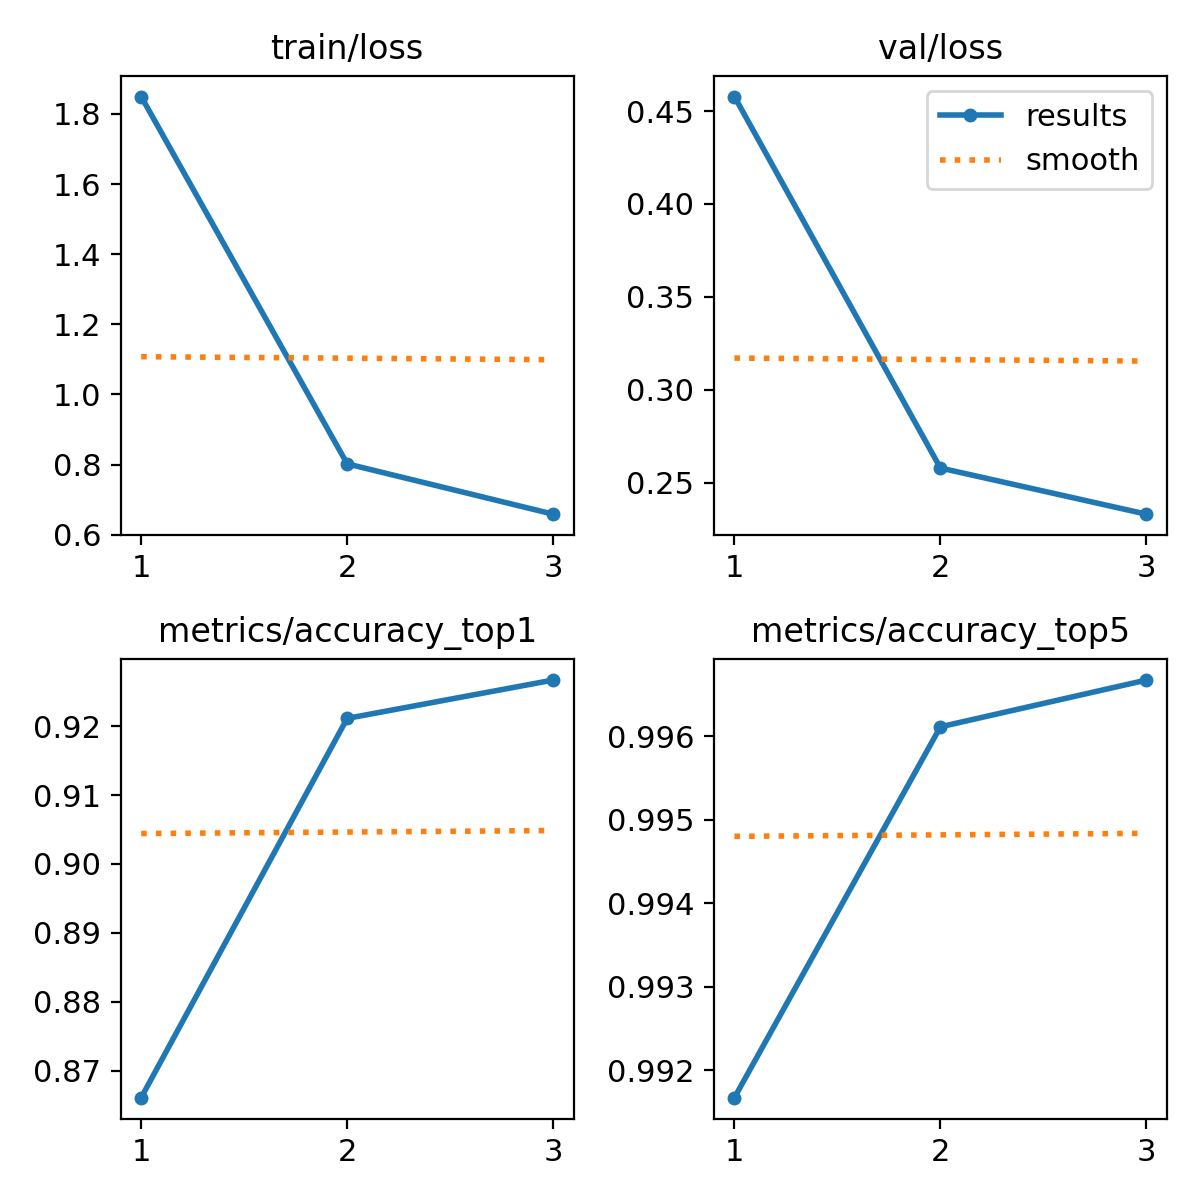 train/loss
1.8
1.6
1.4
1.2
1.0
0.8
0.6
1 2 3
val/loss
results
smooth
0.45
0.40
0.35
0.30
0.25
1 2 3
metrics/accuracy_top1
0.92
0.91
0.90
0.89
0.88
0.87
1 2 3
metrics/accuracy_top5
0.996
0.995
0.994
0.993
0.992
1 2 3